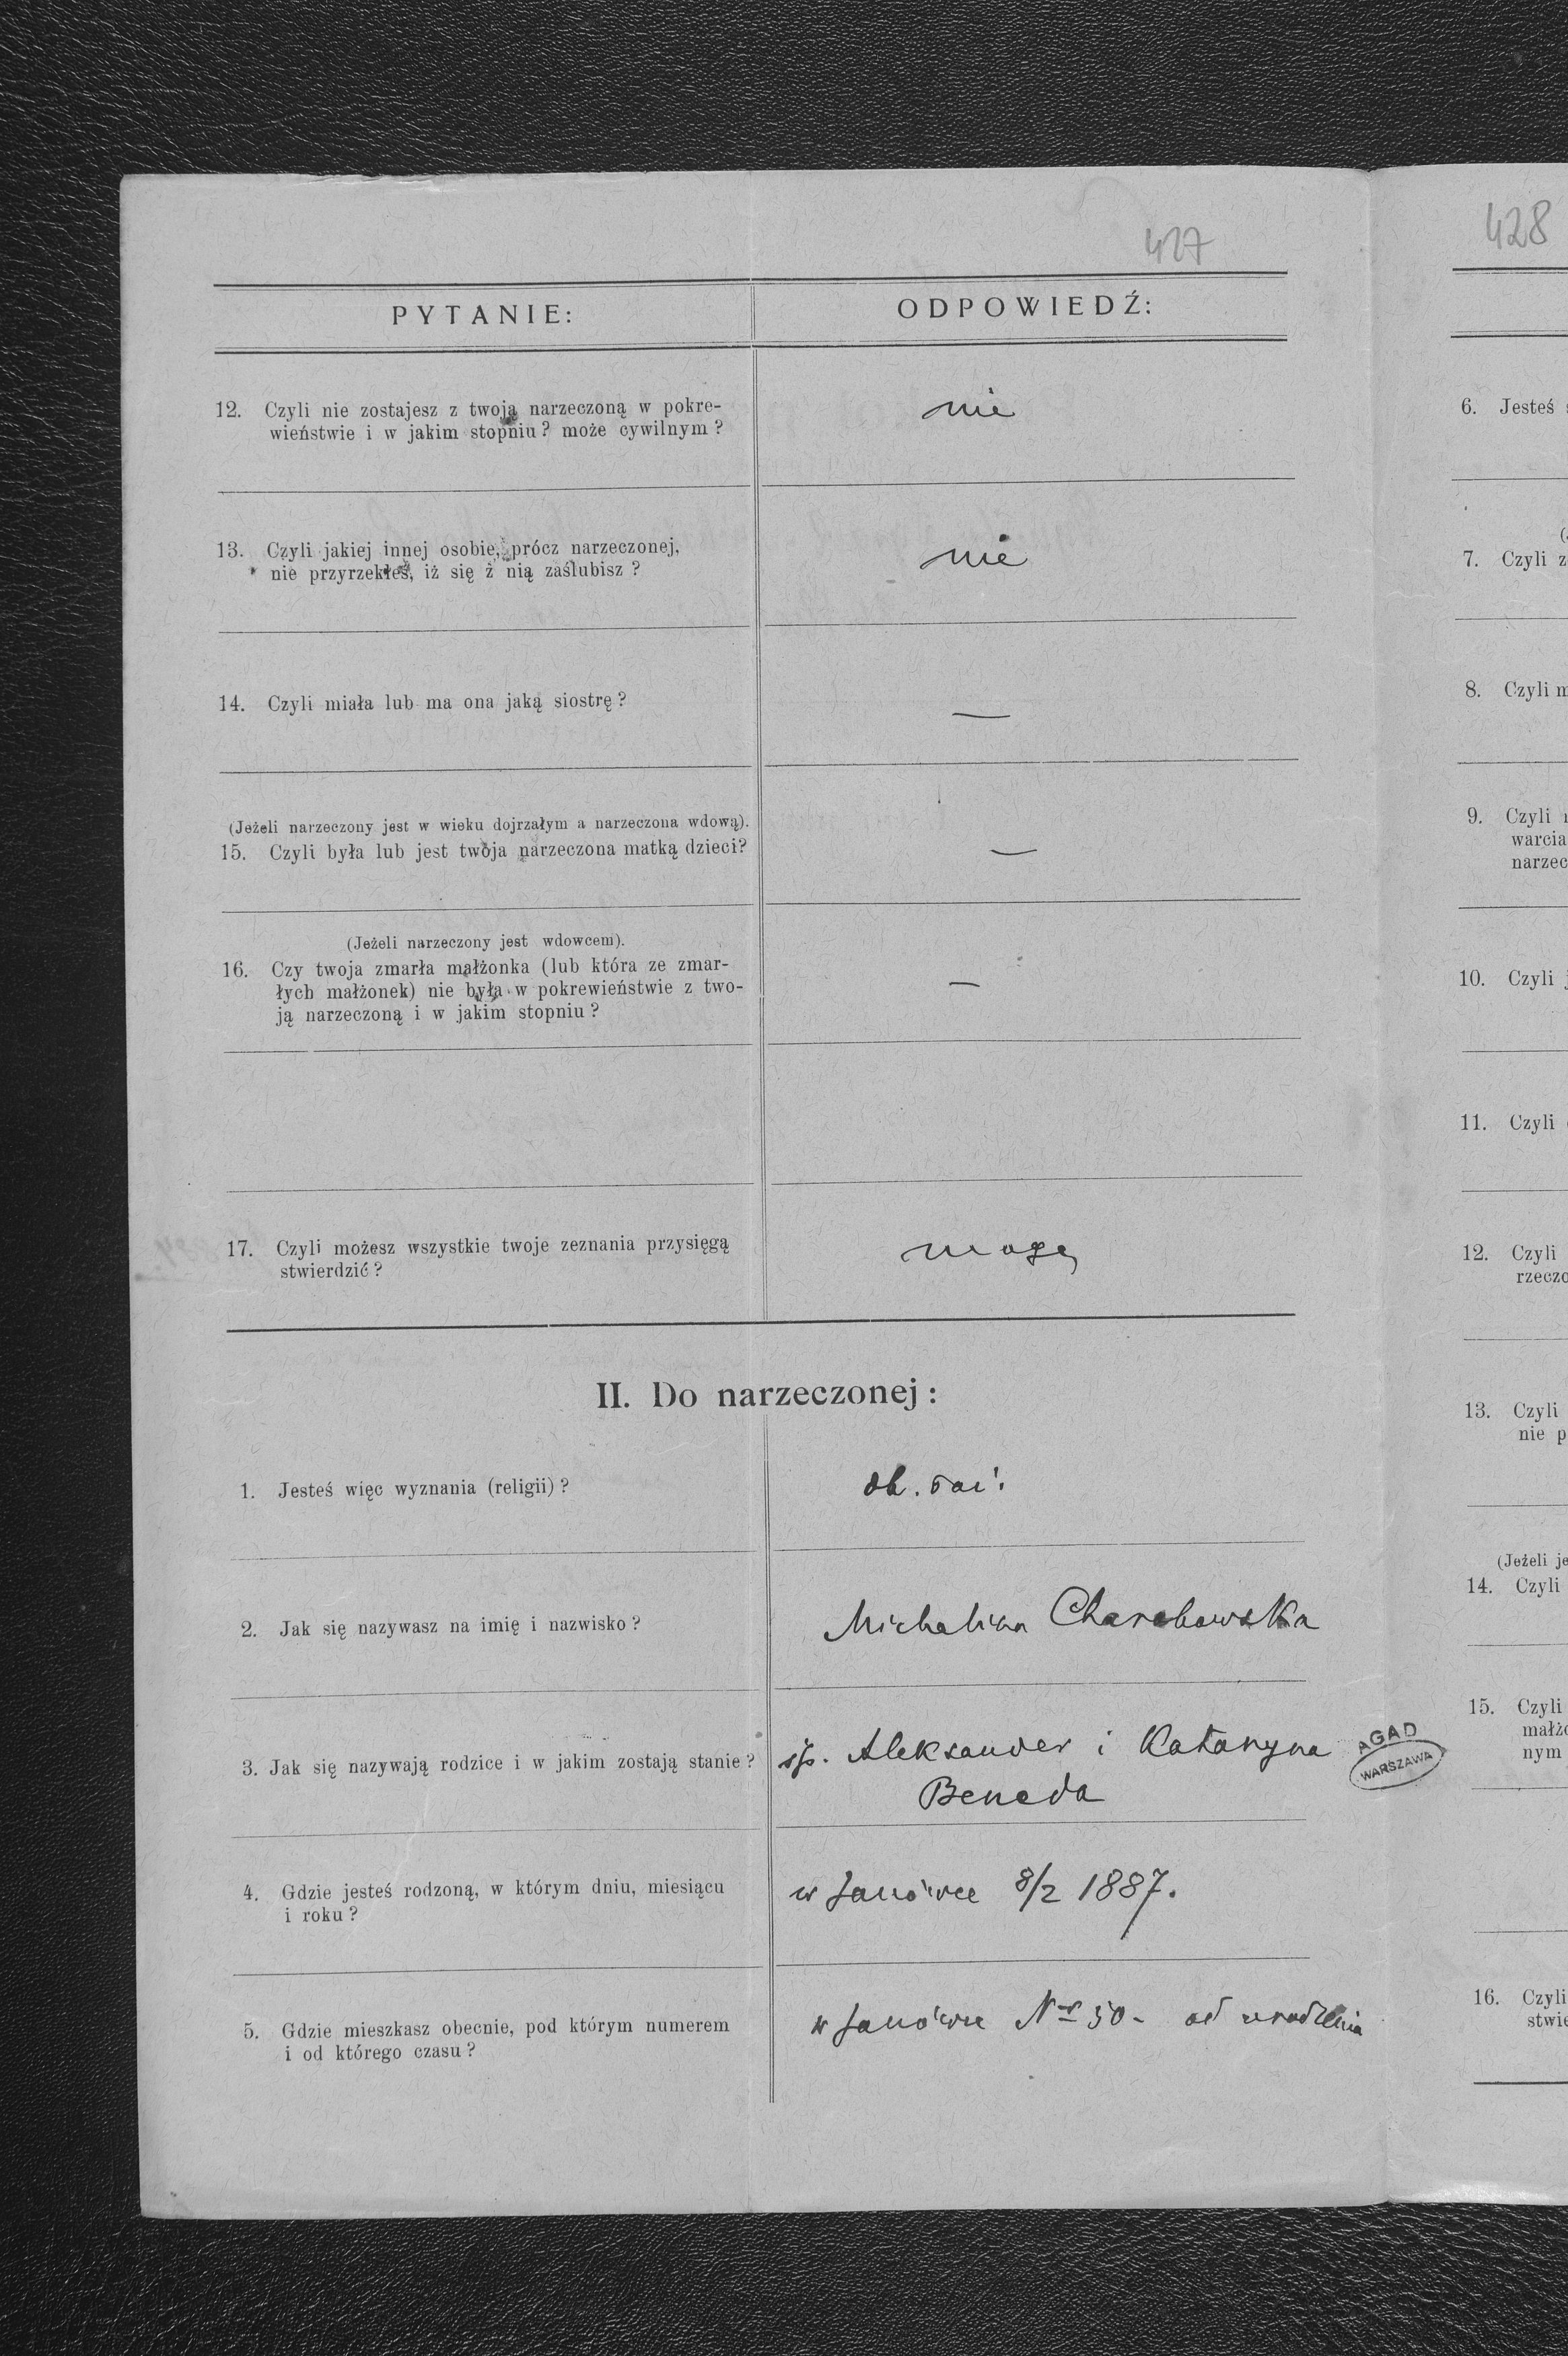 427
428
PYTANIE:
ODPOWIEDŹ:
12. Czyli nie zostajesz z twoją narzeczoną w pokre-
wieństwie i w jakim stopniu? może cywilnym?
nie
13. Czyli jakiej innej osobie, prócz narzeczonej,
nie przyrzekłeś, iż się z nią zaślubisz?
nie
14. Czyli miała lub ma ona jaką siostrę?
—
(Jeżeli narzeczony jest w wieku dojrzałym a narzeczona wdową).
15. Czyli była lub jest twoja narzeczona matką dzieci?
—
(Jeżeli narzeczony jest wdowcem).
16. Czy twoja zmarła małżonka (lub która ze zmar-
łych małżonek) nie była w pokrewieństwie z two-
ją narzeczoną i w jakim stopniu?
—
17. Czyli możesz wszystkie twoje zeznania przysięgą
stwierdzić?
mogę
II. Do narzeczonej:
1. Jesteś więc wyznania (religii)?
ob. łać.
2. Jak się nazywasz na imię i nazwisko?
Michalina
3. Jak się nazywają rodzice i w jakim zostają stanie?
śp. Aleksander i Katarzyna
Beneda
4. Gdzie jesteś rodzoną, w którym dniu, miesiącu
i roku?
w Janówce 8/2 1887.
5. Gdzie mieszkasz obecnie, pod którym numerem
i od którego czasu?
w Janówce Nr 50 - od urodzenia
AGAD
WARSZAWA
6. Jesteś
7. Czyli z
8. Czyli m
9. Czyli
warcia
narzec
10. Czyli j
11. Czyli
12. Czyli
rzeczo
13. Czyli
nie p
(Jeżeli je
14. Czyli
15. Czyli
małżo
nym
16. Czyli
stwie